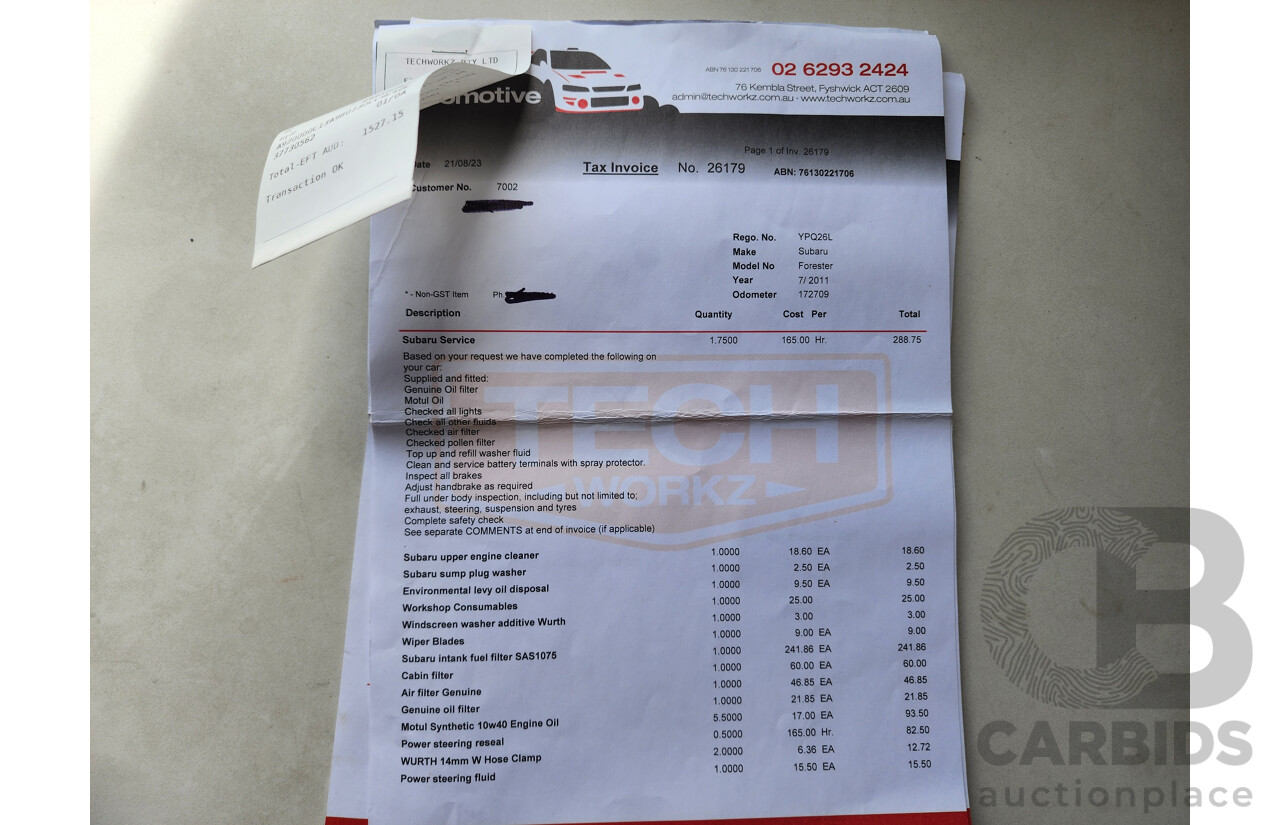 TECHWORKZ PTY LTD
37730562 01/0A
Total-EFT AUD: 1527.15
Transaction OK
omotive
ABN 76 130 221 706 02 6293 2424
76 Kembla Street, Fyshwick ACT 2609
admin@techworkz.com.au · www.techworkz.com.au
Page 1 of Inv. 26179
ate 21/08/23 Tax Invoice No. 26179 ABN: 76130221706
Customer No. 7002
Rego. No. YPQ26L
Make Subaru
Model No Forester
Year 7/ 2011
* - Non-GST Item Ph. Odometer 172709
Description Quantity Cost Per Total
Subaru Service 1.7500 165.00 Hr. 288.75
Based on your request we have completed the following on
your car:
Supplied and fitted:
Genuine Oil filter
Motul Oil
Checked all lights
Check all other fluids
Checked air filter
Checked pollen filter
Top up and refill washer fluid
Clean and service battery terminals with spray protector.
Inspect all brakes
Adjust handbrake as required
Full under body inspection, including but not limited to;
exhaust, steering, suspension and tyres
Complete safety check
See separate COMMENTS at end of invoice (if applicable)
TECH
WORKZ
Subaru upper engine cleaner 1.0000 18.60 EA 18.60
Subaru sump plug washer 1.0000 2.50 EA 2.50
Environmental levy oil disposal 1.0000 9.50 EA 9.50
Workshop Consumables 1.0000 25.00 25.00
Windscreen washer additive Wurth 1.0000 3.00 3.00
Wiper Blades 1.0000 9.00 EA 9.00
Subaru intank fuel filter SAS1075 1.0000 241.86 EA 241.86
Cabin filter 1.0000 60.00 EA 60.00
Air filter Genuine 1.0000 46.85 EA 46.85
Genuine oil filter 1.0000 21.85 EA 21.85
Motul Synthetic 10w40 Engine Oil 5.5000 17.00 EA 93.50
Power steering reseal 0.5000 165.00 Hr. 82.50
WURTH 14mm W Hose Clamp 2.0000 6.36 EA 12.72
Power steering fluid 1.0000 15.50 EA 15.50
CB
CARBIDS
auctionplace